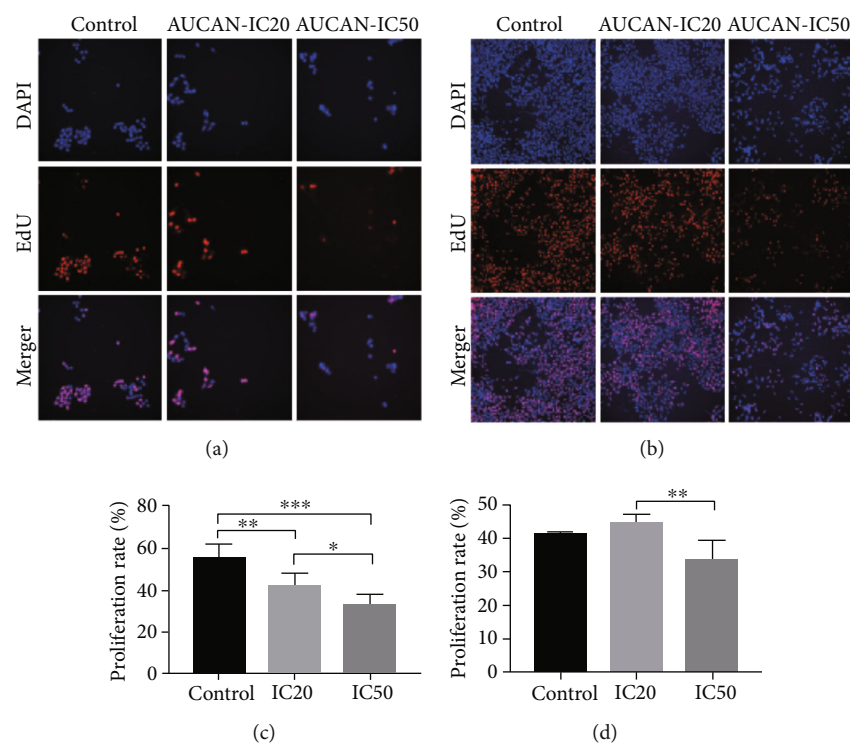 Control AUCAN-IC20 AUCAN-IC50
DAPI
EdU
Merger
(a)
Control AUCAN-IC20 AUCAN-IC50
DAPI
EdU
Merger
(b)
Proliferation rate (%)
80
60
40
20
0
***
**
*
Control IC20 IC50
(c)
Proliferation rate (%)
50
40
30
20
10
0
**
Control IC20 IC50
(d)